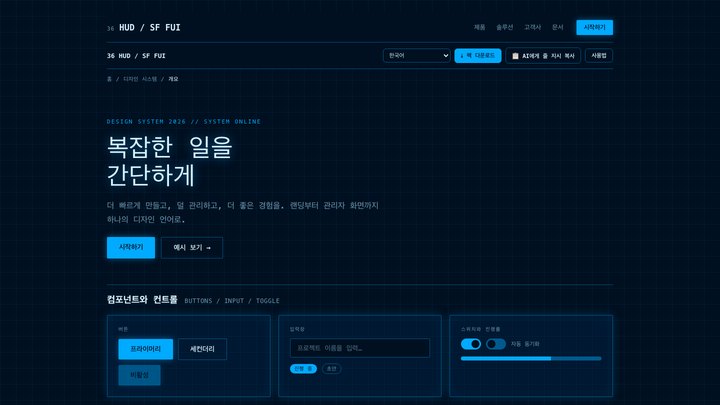 36 HUD / SF FUI
제품 솔루션 고객사 문서 시작하기
36 HUD / SF FUI
한국어 ↓ 팩 다운로드 📋 AI에게 줄 지시 복사 사용법
홈 / 디자인 시스템 / 개요
DESIGN SYSTEM 2026 // SYSTEM ONLINE
복잡한 일을
간단하게
더 빠르게 만들고, 덜 관리하고, 더 좋은 경험을. 랜딩부터 관리자 화면까지
하나의 디자인 언어로.
시작하기 예시 보기 →
컴포넌트와 컨트롤 BUTTONS / INPUT / TOGGLE
버튼
프라이머리 세컨더리
비활성
입력창
프로젝트 이름을 입력…
진행 중 초안
스위치와 진행률
자동 동기화